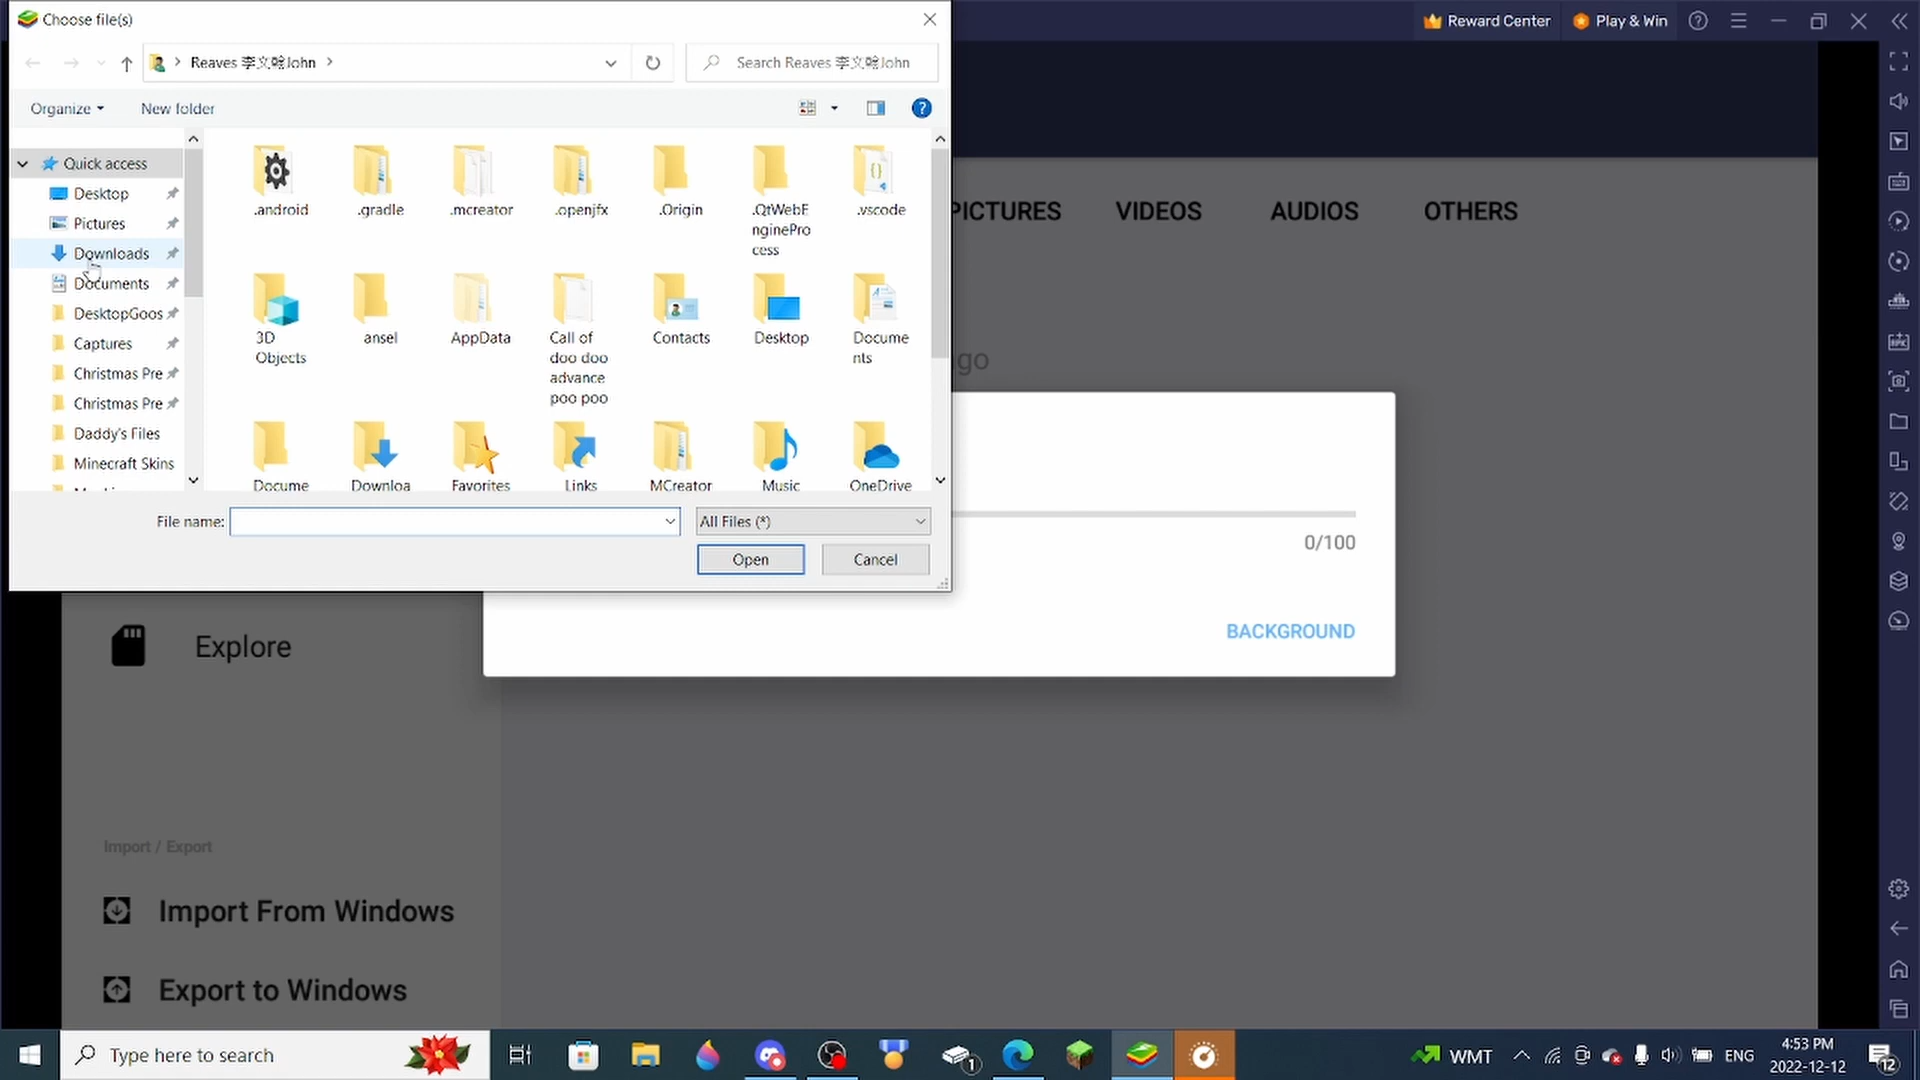 Choose file(s)
Reward Center
Play & Win
Reaves 李文晗John
Search Reaves 李文晗John
Organize
New folder
Quick access
Desktop
Pictures
Downloads
Documents
DesktopGoos
Captures
Christmas Pre
Christmas Pre
Daddy's Files
Minecraft Skins
.android
.gradle
.mcreator
.openjfx
.Origin
.QtWebE
nginePro
cess
.vscode
3D
Objects
ansel
AppData
Call of
doo doo
advance
poo poo
Contacts
Desktop
Docume
nts
Docume
Downloa
Favorites
Links
MCreator
Music
OneDrive
File name:
All Files (*)
Open
Cancel
PICTURES
VIDEOS
AUDIOS
OTHERS
go
0/100
BACKGROUND
Explore
Import / Export
Import From Windows
Export to Windows
Type here to search
1
WMT
ENG
4:53 PM
2022-12-12
12